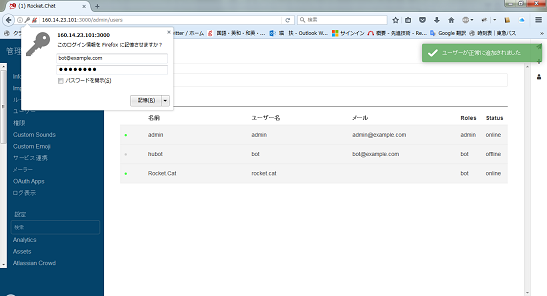 (1) Rocket.Chat
160.14.23.101:3000/admin/users
検索
ホーム
国語・英和・和英 -...
Outlook W...
サインイン
カスタマー先進技術 -...
Google 翻訳
時刻表 | 東急バス
160.14.23.101:3000
このログイン情報を Firefox に記憶させますか？
bot@example.com
●●●●●●●●
パスワードを表示(S)
記憶(R)
ユーザーが正常に追加されました
管理
権限
Custom Sounds
Custom Emoji
サービス連携
メーラー
OAuth Apps
ログ表示
設定
検索
Analytics
Assets
Atlassian Crowd
名前 ユーザー名 メール Roles Status
admin admin admin@example.com admin online
hubot bot bot@example.com bot offline
Rocket.Cat rocket.cat bot online